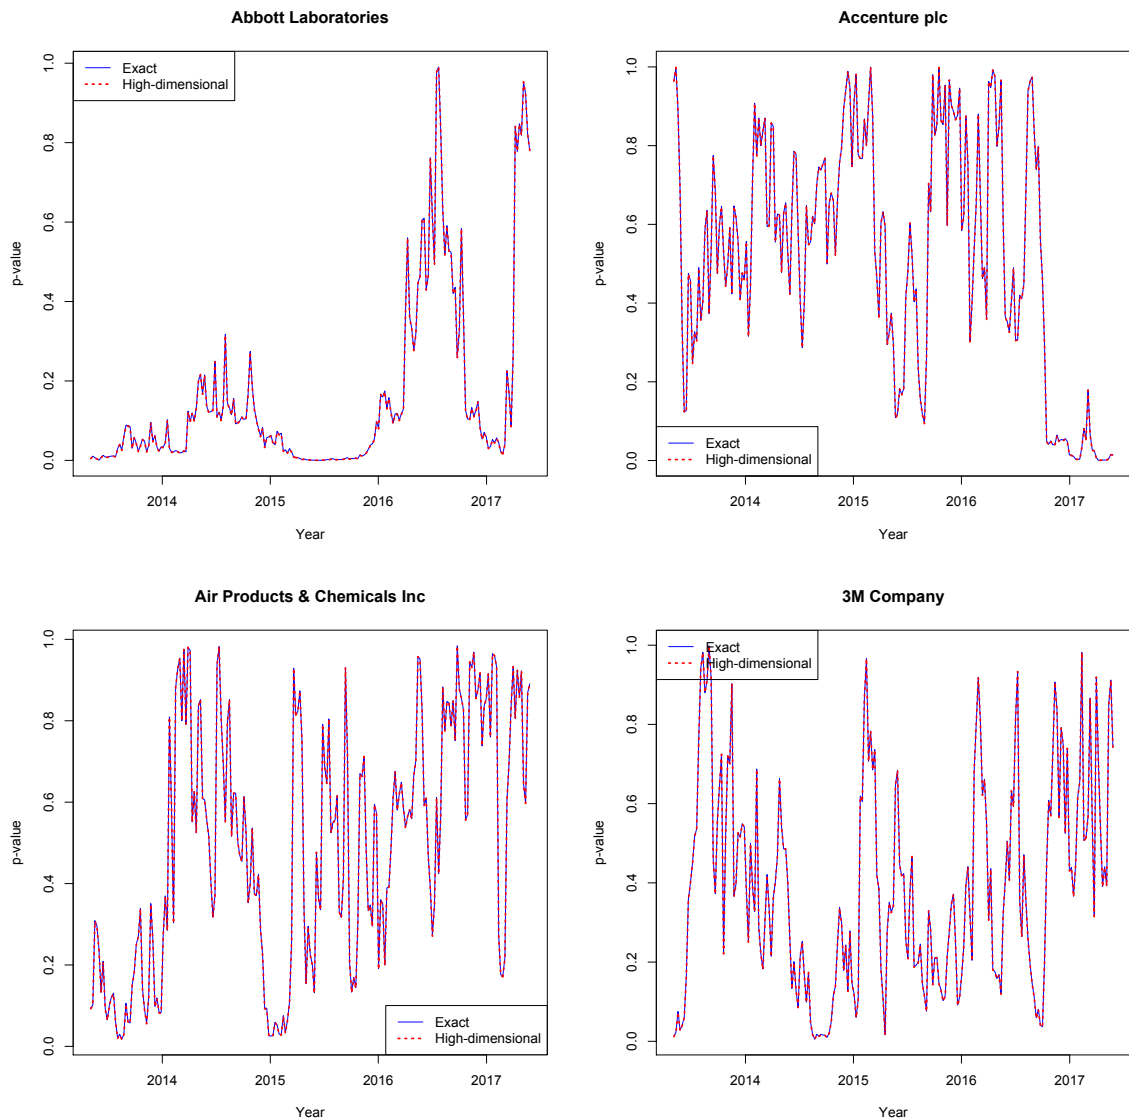 Abbott Laboratories
Exact
High-dimensional
p-value
1.0
0.8
0.6
0.4
0.2
0.0
2014 2015 2016 2017
Year
Accenture plc
p-value
1.0
0.8
0.6
0.4
0.2
0.0
Exact
High-dimensional
2014 2015 2016 2017
Year
Air Products & Chemicals Inc
p-value
1.0
0.8
0.6
0.4
0.2
0.0
Exact
High-dimensional
2014 2015 2016 2017
Year
3M Company
Exact
High-dimensional
p-value
1.0
0.8
0.6
0.4
0.2
0.0
2014 2015 2016 2017
Year